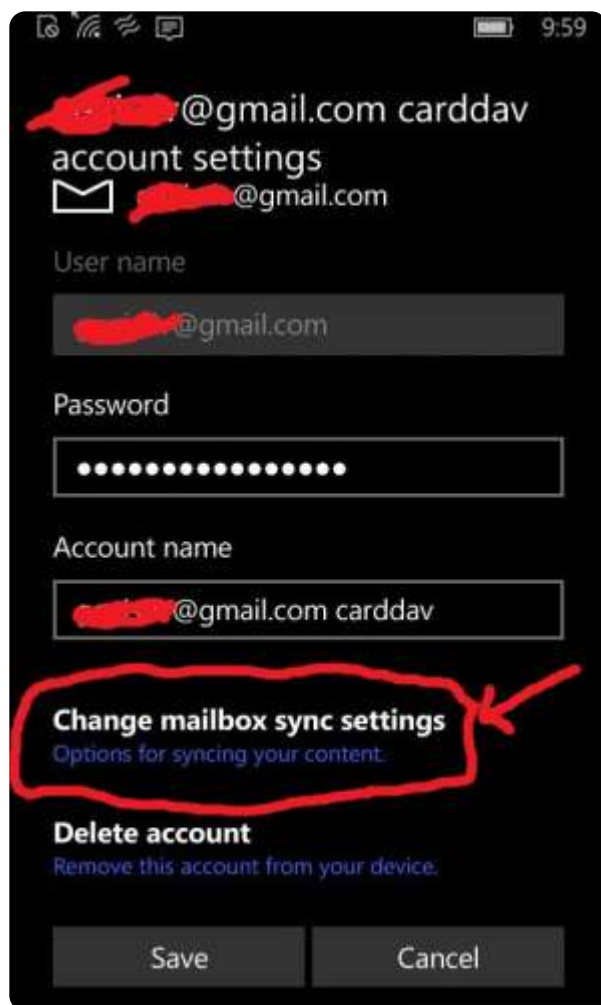 9:59
@gmail.com carddav
account settings
@gmail.com
User name
@gmail.com
Password
Account name
@gmail.com carddav
Change mailbox sync settings
Options for syncing your content.
Delete account
Remove this account from your device.
Save Cancel